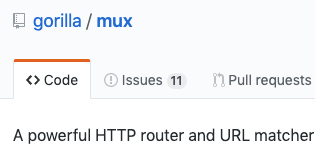 gorilla / mux
Code Issues 11 Pull requests
A powerful HTTP router and URL matcher